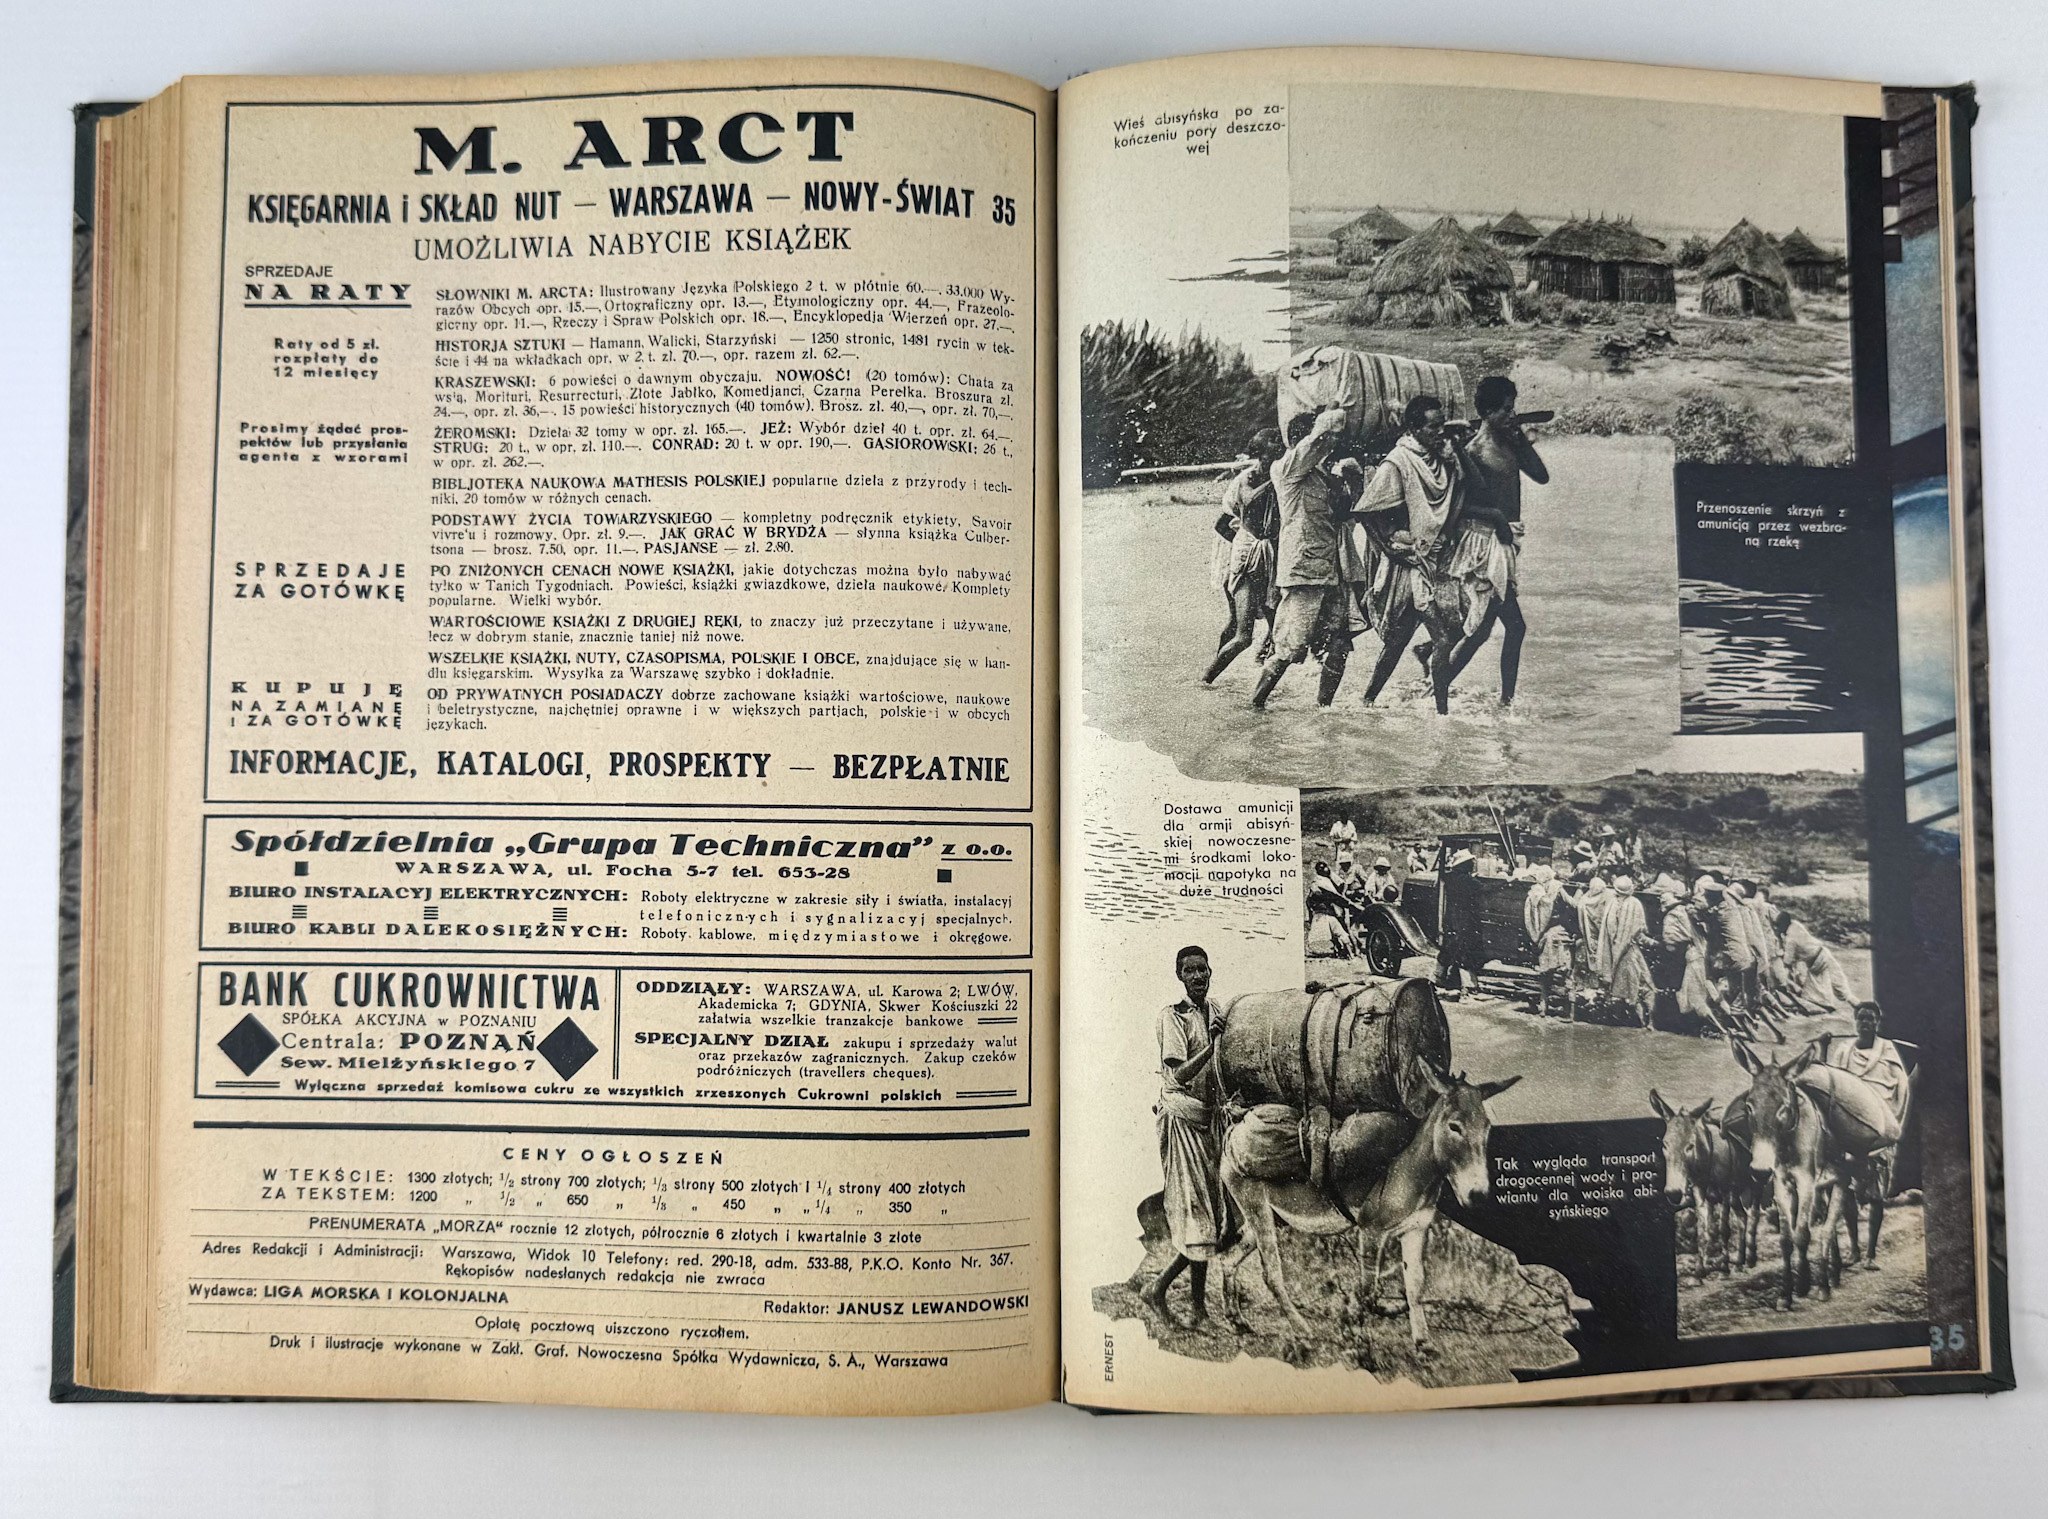 M. ARCT
KSIĘGARNIA i SKŁAD NUT — WARSZAWA — NOWY-ŚWIAT 35
UMOŻLIWIA NABYCIE KSIĄŻEK
SPRZEDAJE
NA RATY
Raty od 5 zł.
rozpłaty do
12 miesięcy
Prosimy żądać pros-
pektów lub przysłania
agenta z wzorami
SŁOWNIKI M. ARCTA: Ilustrowany Języka Polskiego 2 t. w płótnie 60.—, 33.000 Wy-
razów Obcych opr. 15.—, Ortograficzny opr. 13.—, Etymologiczny opr. 44.—, Frazeolo-
giczny opr. 11.—, Rzeczy i Spraw Polskich opr. 18.—, Encyklopedja Wierzeń opr. 27.—.
HISTORJA SZTUKI — Hamann, Walicki, Starzyński — 1250 stronic, 1481 rycin w tek-
ście i 44 na wkładkach opr. w 2 t. zł. 70.—, opr. razem zł. 62.—.
KRASZEWSKI: 6 powieści o dawnym obyczaju. NOWOŚĆ! (20 tomów): Chata za
wsią, Morituri, Resurrecturi, Złote Jabłko, Komedjanci, Czarna Perełka. Broszura zł.
24.—, opr. zł. 36.—. 15 powieści historycznych (40 tomów). Brosz. zł. 40,—, opr. zł. 70,—.
ŻEROMSKI: Dzieła 32 tomy w opr. zł. 165.—. JEŻ: Wybór dzieł 40 t. opr. zł. 64.—.
STRUG: 20 t., w opr. zł. 110.—. CONRAD: 20 t. w opr. 190,—. GĄSIOROWSKI: 26 t.,
w opr. zł. 262.—.
BIBLJOTEKA NAUKOWA MATHESIS POLSKIEJ popularne dzieła z przyrody i tech-
niki, 20 tomów w różnych cenach.
PODSTAWY ŻYCIA TOWARZYSKIEGO — kompletny podręcznik etykiety, Savoir
vivre'u i rozmowy. Opr. zł. 9.—. JAK GRAĆ W BRYDŻA — słynna książka Culber-
tsona — brosz. 7.50, opr. 11.—. PASJANSE — zł. 2.80.
SPRZEDAJE
ZA GOTÓWKĘ
PO ZNIŻONYCH CENACH NOWE KSIĄŻKI, jakie dotychczas można było nabywać
tylko w Tanich Tygodniach. Powieści, książki gwiazdkowe, dzieła naukowe. Komplety
popularne. Wielki wybór.
WARTOŚCIOWE KSIĄŻKI Z DRUGIEJ RĘKI, to znaczy już przeczytane i używane,
lecz w dobrym stanie, znacznie taniej niż nowe.
WSZELKIE KSIĄŻKI, NUTY, CZASOPISMA, POLSKIE I OBCE, znajdujące się w han-
dlu księgarskim. Wysyłka za Warszawę szybko i dokładnie.
KUPUJĘ
NA ZAMIANĘ
I ZA GOTÓWKĘ
OD PRYWATNYCH POSIADACZY dobrze zachowane książki wartościowe, naukowe
i beletrystyczne, najchętniej oprawne i w większych partjach, polskie i w obcych
językach.
INFORMACJE, KATALOGI, PROSPEKTY — BEZPŁATNIE
Spółdzielnia „Grupa Techniczna” z o.o.
WARSZAWA, ul. Focha 5-7 tel. 653-28
BIURO INSTALACYJ ELEKTRYCZNYCH: Roboty elektryczne w zakresie siły i światła, instalacyj
telefonicznych i sygnalizacyj specjalnych.
BIURO KABLI DALEKOSIĘŻNYCH: Roboty kablowe, międzymiastowe i okręgowe.
BANK CUKROWNICTWA
SPÓŁKA AKCYJNA w POZNANIU
Centrala: POZNAŃ
Sew. Mielżyńskiego 7
ODDZIAŁY: WARSZAWA, ul. Karowa 2; LWÓW,
Akademicka 7; GDYNIA, Skwer Kościuszki 22
załatwia wszelkie tranzakcje bankowe
SPECJALNY DZIAŁ zakupu i sprzedaży walut
oraz przekazów zagranicznych. Zakup czeków
podróżniczych (travellers cheques).
Wyłączna sprzedaż komisowa cukru ze wszystkich zrzeszonych Cukrowni polskich
CENY OGŁOSZEŃ
W TEKŚCIE: 1300 złotych; 1/2 strony 700 złotych; 1/3 strony 500 złotych i 1/4 strony 400 złotych
ZA TEKSTEM: 1200 „ 1/2 „ 650 „ 1/3 „ 450 „ „ 1/4 „ 350 „
PRENUMERATA „MORZA“ rocznie 12 złotych, półrocznie 6 złotych i kwartalnie 3 złote
Adres Redakcji i Administracji: Warszawa, Widok 10 Telefony: red. 290-18, adm. 533-88, P.K.O. Konto Nr. 367.
Rękopisów nadesłanych redakcja nie zwraca
Wydawca: LIGA MORSKA I KOLONJALNA
Redaktor: JANUSZ LEWANDOWSKI
Opłatę pocztową uiszczono ryczałtem.
Druk i ilustracje wykonane w Zakł. Graf. Nowoczesna Spółka Wydawnicza, S. A., Warszawa
Wieś abisyńska po za-
kończeniu pory deszczo-
wej
Przenoszenie skrzyń z
amunicją przez wezbra-
ną rzekę
Dostawa amunicji
dla armji abisyń-
skiej nowoczesne-
mi środkami loko-
mocji napotyka na
duże trudności
Tak wygląda transport
drogocennej wody i pro-
wiantu dla wojska abi-
syńskiego
ERNEST
35